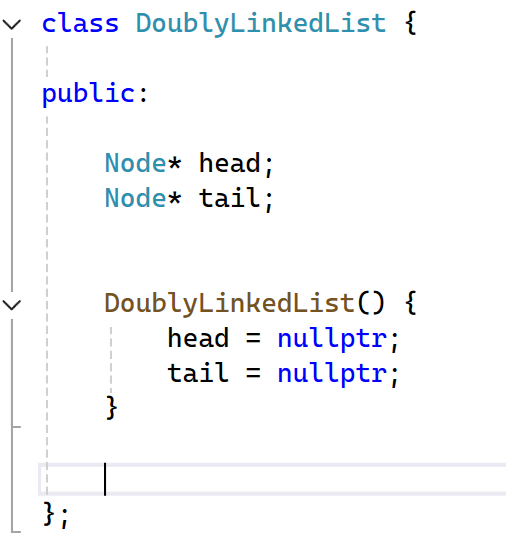 class DoublyLinkedList {
public:
Node* head;
Node* tail;
DoublyLinkedList() {
head = nullptr;
tail = nullptr;
}
};